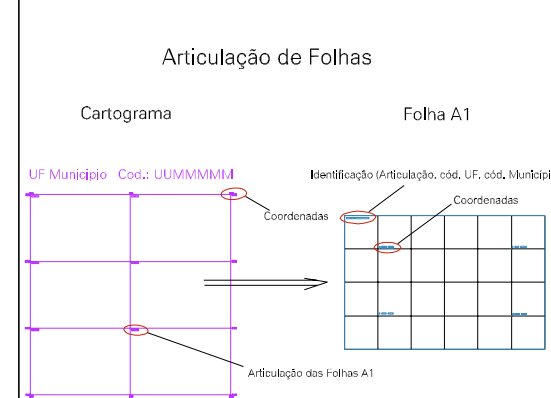 Articulação de Folhas
Cartograma
Folha A1
UF Municipio Cod.: UUMMMMM
Identificação (Articulação, cód. UF, cód. Municípi
Coordenadas
Coordenadas
Articulação das Folhas A1